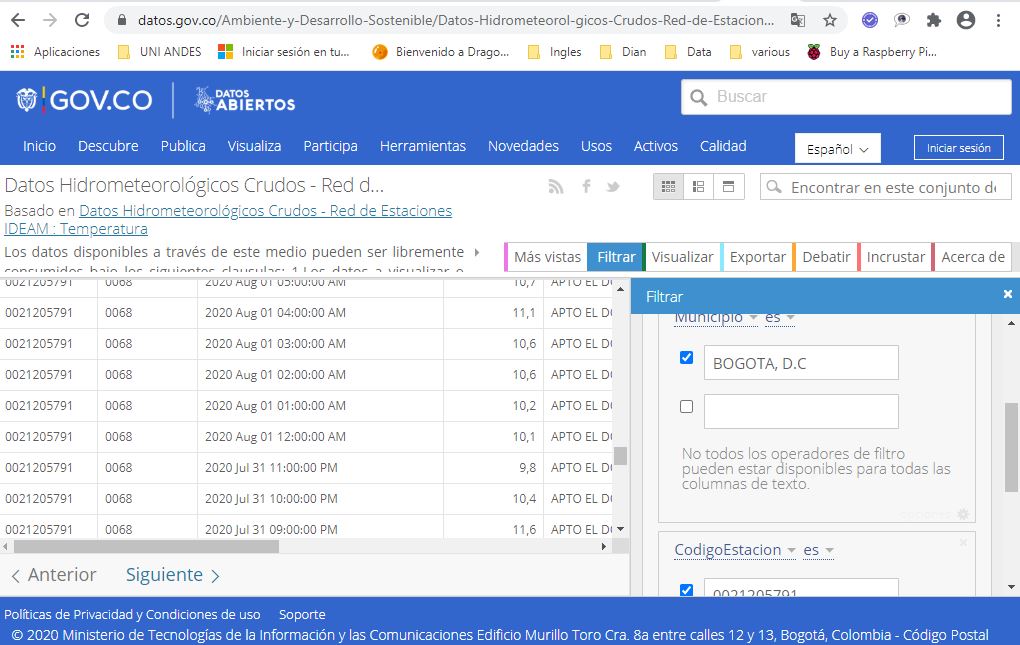 datos.gov.co/Ambiente-y-Desarrollo-Sostenible/Datos-Hidrometeorol-gicos-Crudos-Red-de-Estacion...
Aplicaciones UNI ANDES Iniciar sesión en tu... Bienvenido a Drago... Ingles Dian Data various Buy a Raspberry Pi...
GOV.CO DATOS ABIERTOS Buscar
Inicio Descubre Publica Visualiza Participa Herramientas Novedades Usos Activos Calidad Español Iniciar sesión
Datos Hidrometeorológicos Crudos - Red d...
Encontrar en este conjunto de
Basado en Datos Hidrometeorológicos Crudos - Red de Estaciones
IDEAM : Temperatura
Los datos disponibles a través de este medio pueden ser libremente
consumidos bajo los siguientes clausulas: 1.Los datos a visualizar o
Más vistas Filtrar Visualizar Exportar Debatir Incrustar Acerca de
0021205791 0068 2020 Aug 01 05:00:00 AM 10,7 APTO EL DO
0021205791 0068 2020 Aug 01 04:00:00 AM 11,1 APTO EL DO
0021205791 0068 2020 Aug 01 03:00:00 AM 10,6 APTO EL DO
0021205791 0068 2020 Aug 01 02:00:00 AM 10,6 APTO EL DO
0021205791 0068 2020 Aug 01 01:00:00 AM 10,2 APTO EL DO
0021205791 0068 2020 Aug 01 12:00:00 AM 10,1 APTO EL DO
0021205791 0068 2020 Jul 31 11:00:00 PM 9,8 APTO EL DO
0021205791 0068 2020 Jul 31 10:00:00 PM 10,4 APTO EL DO
0021205791 0068 2020 Jul 31 09:00:00 PM 11,6 APTO EL DO
Anterior Siguiente
Filtrar
Municipio es
BOGOTA, D.C
No todos los operadores de filtro
pueden estar disponibles para todas las
columnas de texto.
opciones
CodigoEstacion es
0021205791
Políticas de Privacidad y Condiciones de uso Soporte
© 2020 Ministerio de Tecnologías de la Información y las Comunicaciones Edificio Murillo Toro Cra. 8a entre calles 12 y 13, Bogotá, Colombia - Código Postal